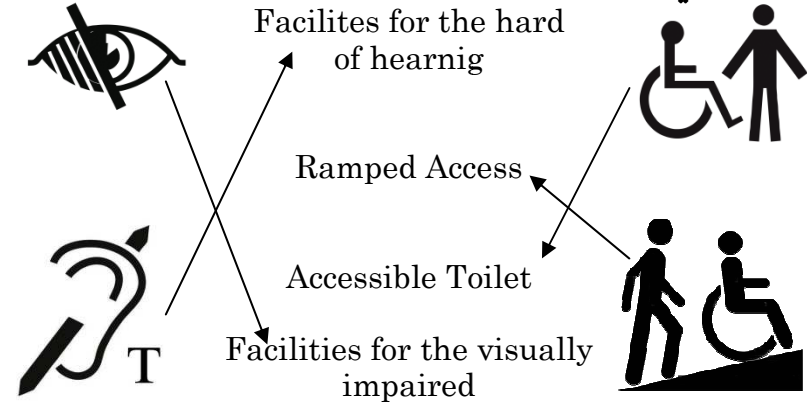 Facilites for the hard
of hearnig
Ramped Access
Accessible Toilet
T
Facilities for the visually
impaired